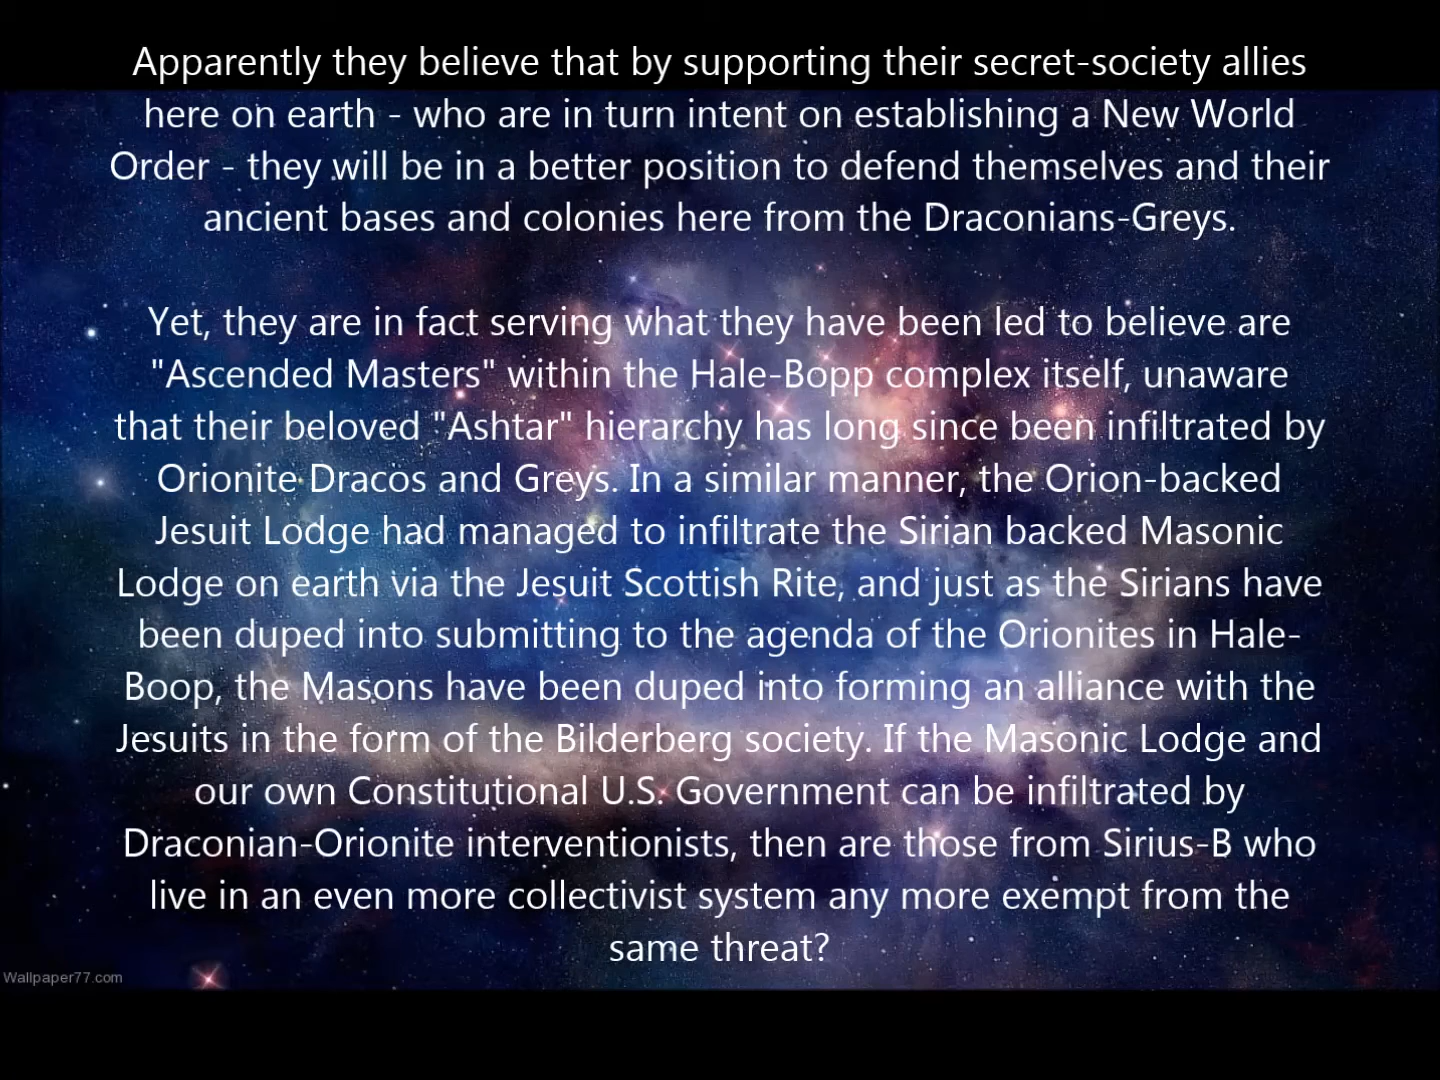 Apparently they believe that by supporting their secret-society allies
here on earth - who are in turn intent on establishing a New World
Order - they will be in a better position to defend themselves and their
ancient bases and colonies here from the Draconians-Greys.
Yet, they are in fact serving what they have been led to believe are
"Ascended Masters" within the Hale-Bopp complex itself, unaware
that their beloved "Ashtar" hierarchy has long since been infiltrated by
Orionite Dracos and Greys. In a similar manner, the Orion-backed
Jesuit Lodge had managed to infiltrate the Sirian backed Masonic
Lodge on earth via the Jesuit Scottish Rite, and just as the Sirians have
been duped into submitting to the agenda of the Orionites in Hale-
Boop, the Masons have been duped into forming an alliance with the
Jesuits in the form of the Bilderberg society. If the Masonic Lodge and
our own Constitutional U.S. Government can be infiltrated by
Draconian-Orionite interventionists, then are those from Sirius-B who
live in an even more collectivist system any more exempt from the
same threat?
Wallpaper77.com